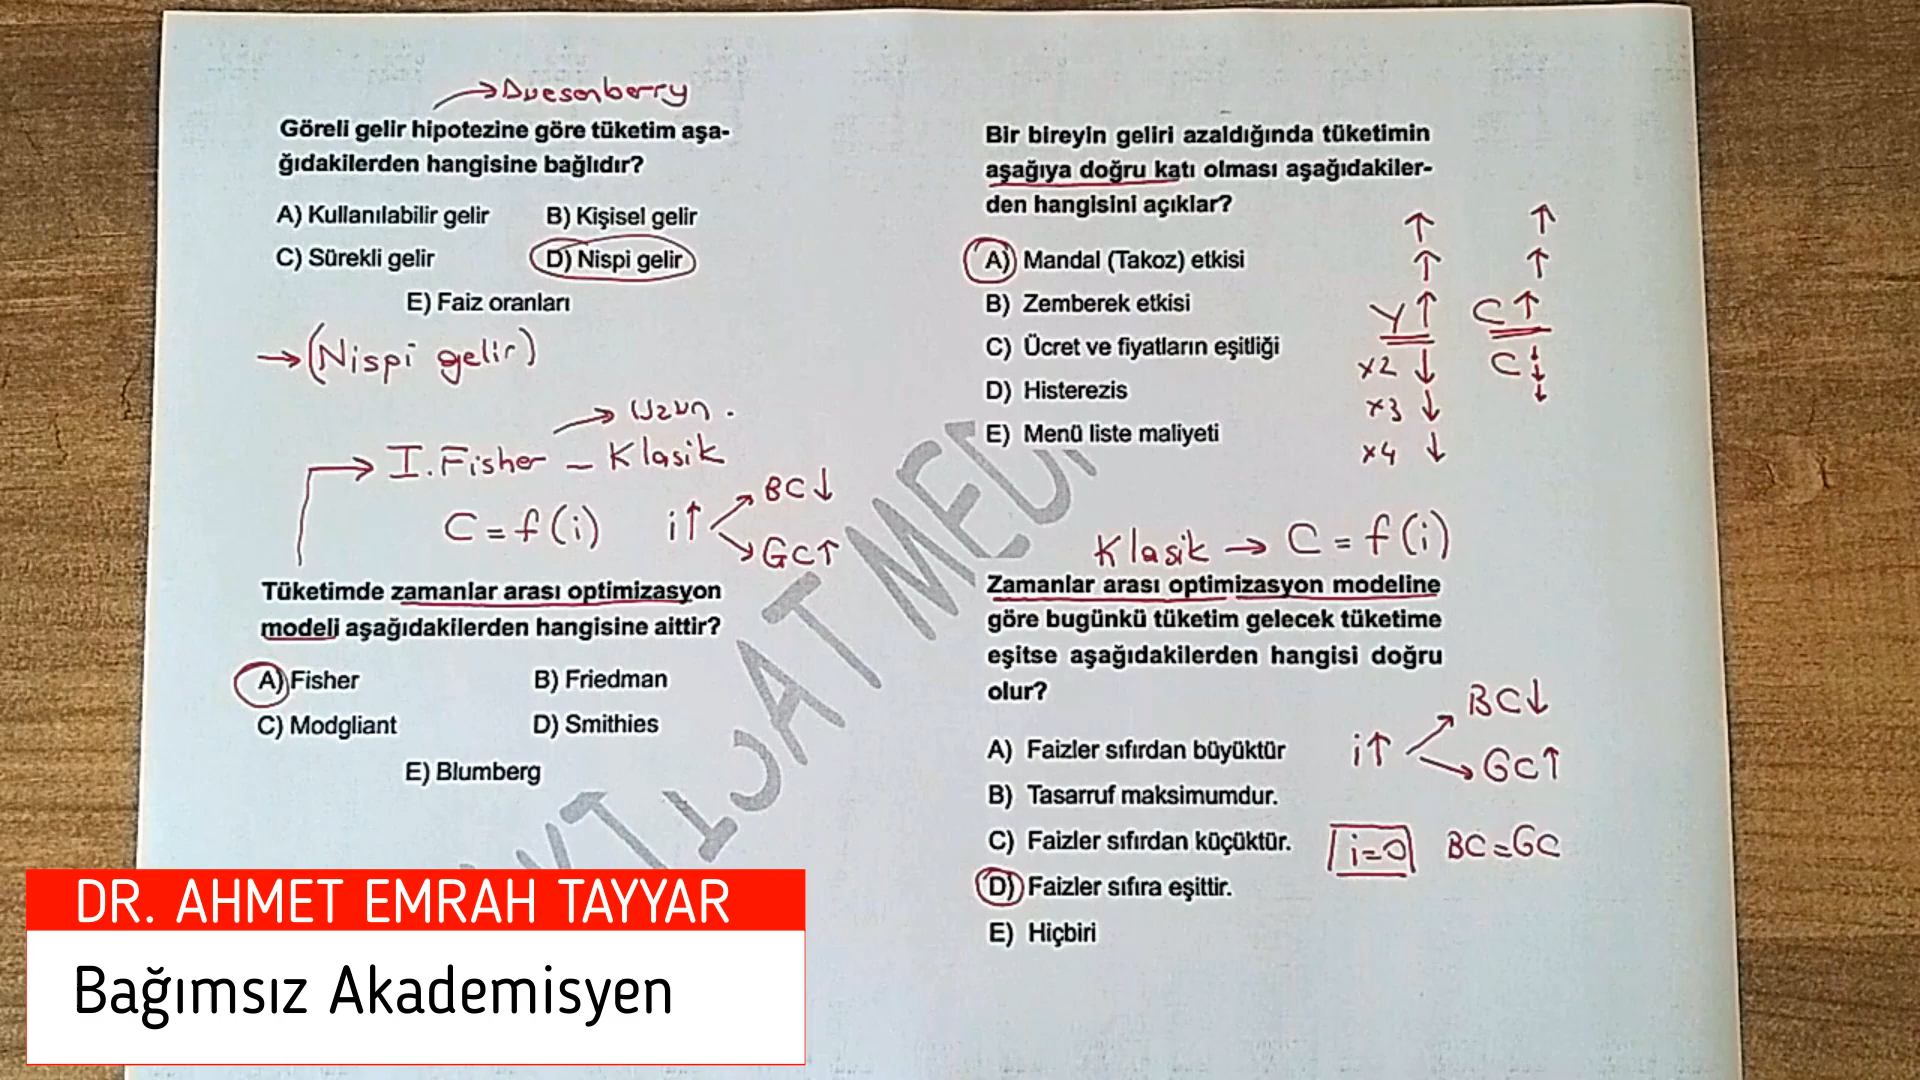 →Duesenberry
Göreli gelir hipotezine göre tüketim aşa-
ğıdakilerden hangisine bağlıdır?
A) Kullanılabilir gelir B) Kişisel gelir
C) Sürekli gelir D) Nispi gelir
E) Faiz oranları
→(Nispi gelir)
→ Uzun.
→ I.Fisher – Klasik
C = f(i) i↑ BC↓
GC↑
Tüketimde zamanlar arası optimizasyon
modeli aşağıdakilerden hangisine aittir?
A) Fisher B) Friedman
C) Modgliant D) Smithies
E) Blumberg
Bir bireyin geliri azaldığında tüketimin
aşağıya doğru katı olması aşağıdakiler-
den hangisini açıklar?
A) Mandal (Takoz) etkisi
B) Zemberek etkisi
C) Ücret ve fiyatların eşitliği
D) Histerezis
E) Menü liste maliyeti
↑ ↑
↑ ↑
Y↑ C↑
x2 ↓ C↓
x3 ↓ ↓
x4 ↓
Klasik → C = f(i)
Zamanlar arası optimizasyon modeline
göre bugünkü tüketim gelecek tüketime
eşitse aşağıdakilerden hangisi doğru
olur?
A) Faizler sıfırdan büyüktür
B) Tasarruf maksimumdur.
C) Faizler sıfırdan küçüktür.
D) Faizler sıfıra eşittir.
E) Hiçbiri
BC↓
i↑
GC↑
i=0 BC=GC
DR. AHMET EMRAH TAYYAR
Bağımsız Akademisyen